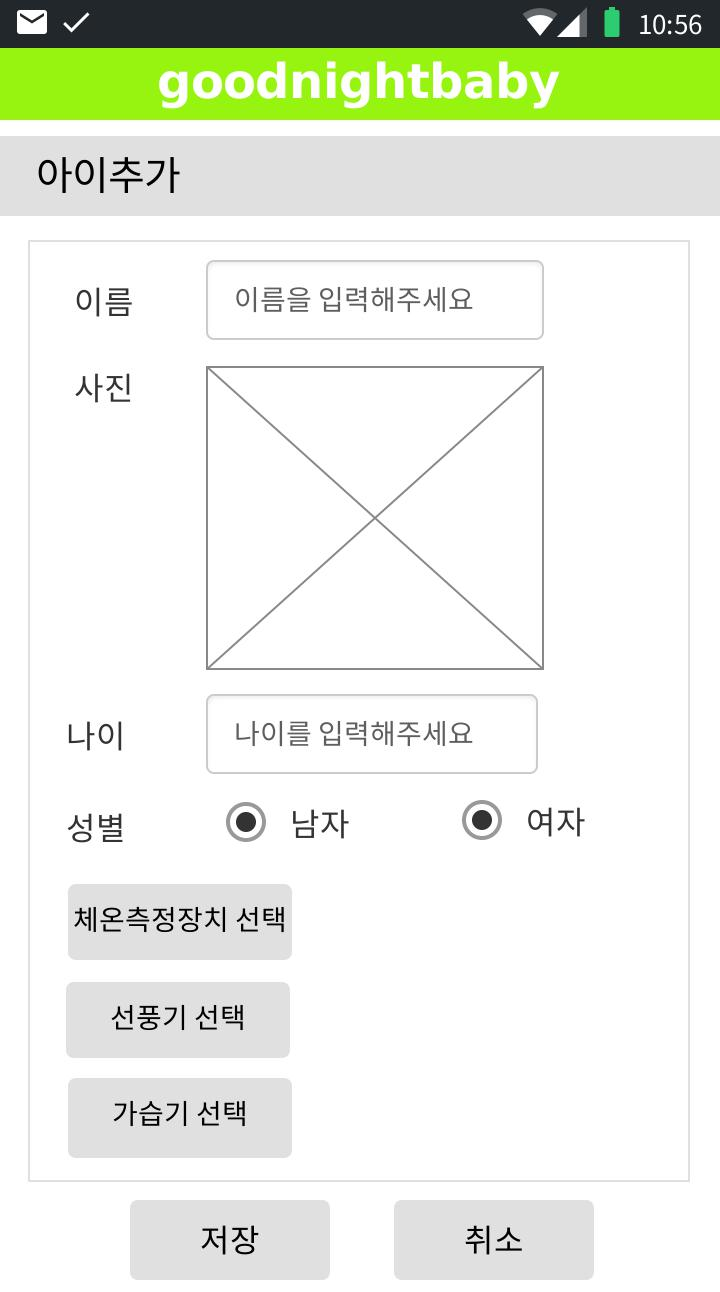 10:56
goodnightbaby
아이추가
이름
이름을 입력해주세요
사진
나이
나이를 입력해주세요
성별
남자
여자
체온측정장치 선택
선풍기 선택
가습기 선택
저장
취소